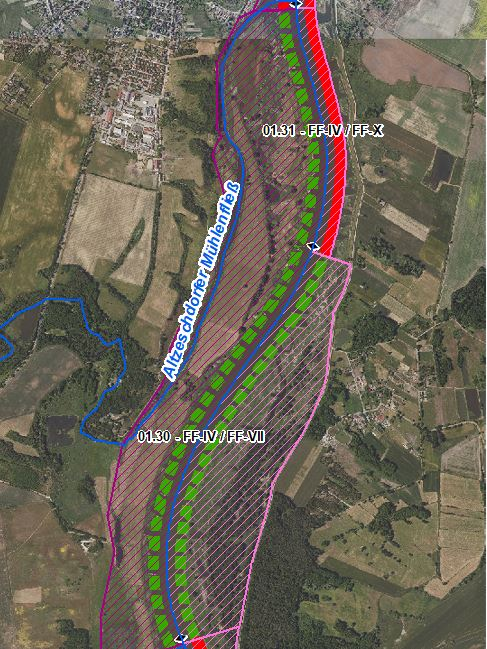 01.31 - FF-IV / FF-X
Altzeschdorfer Mühlenfließ
01.30 - FF-IV / FF-VII